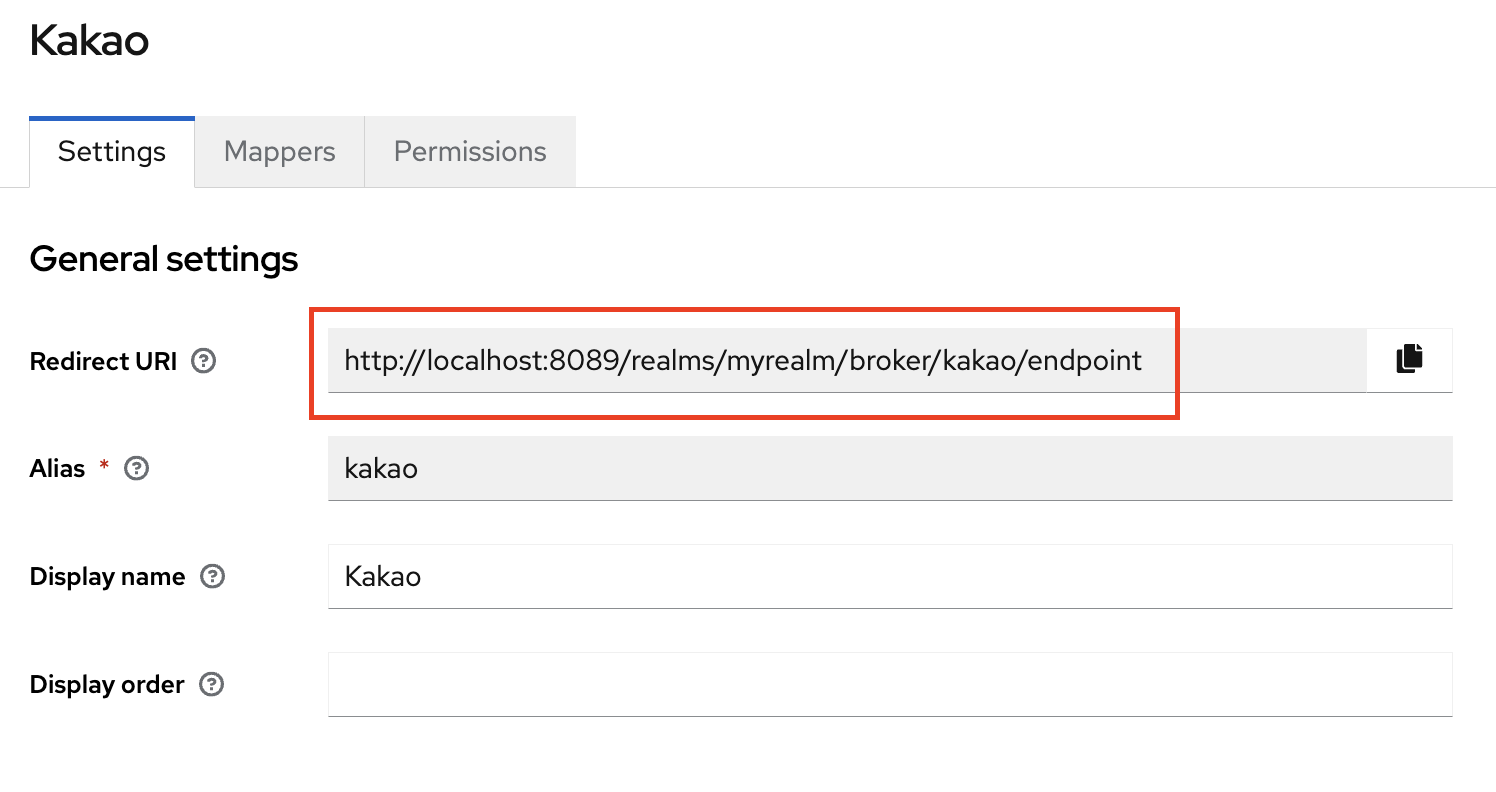 Kakao
Settings Mappers Permissions
General settings
Redirect URI http://localhost:8089/realms/myrealm/broker/kakao/endpoint
Alias * kakao
Display name Kakao
Display order